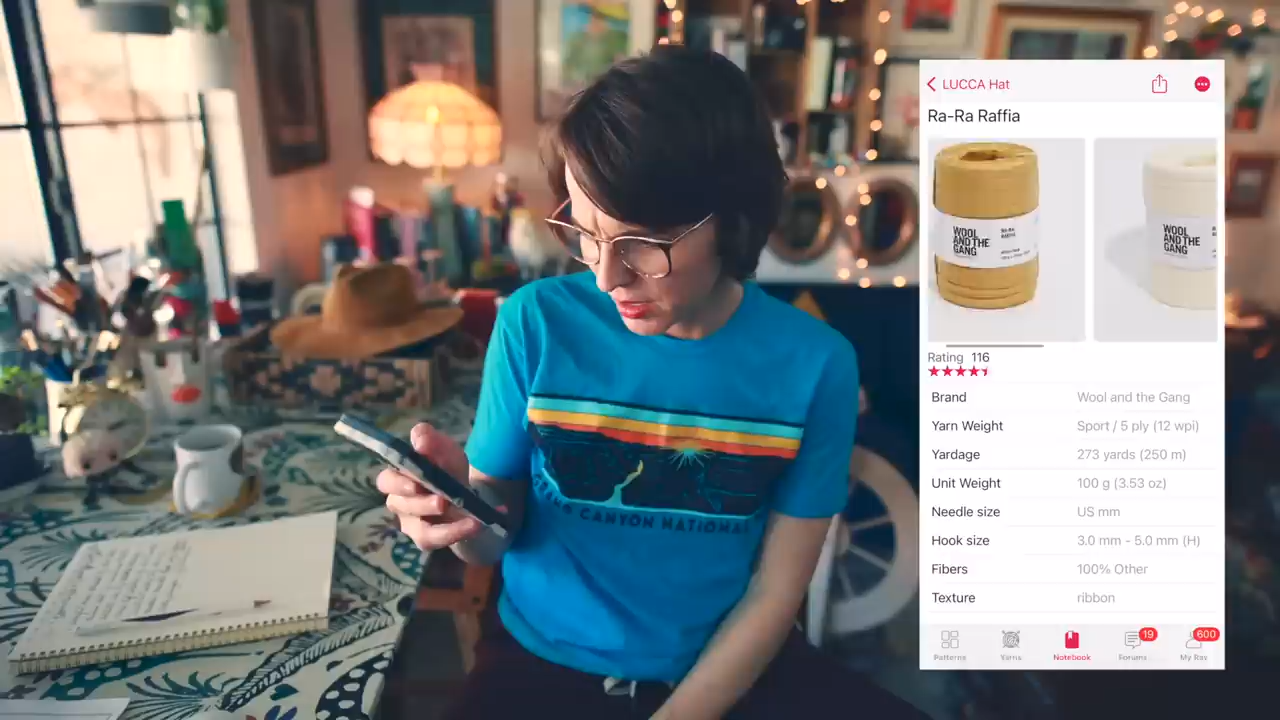 LUCCA Hat
Ra-Ra Raffia
WOOL
AND THE
GANG
RA-RA
RAFFIA
WOOL
AND THE
GANG
Rating 116
Brand Wool and the Gang
Yarn Weight Sport / 5 ply (12 wpi)
Yardage 273 yards (250 m)
Unit Weight 100 g (3.53 oz)
Needle size US mm
Hook size 3.0 mm - 5.0 mm (H)
Fibers 100% Other
Texture ribbon
19
600
Patterns
Yarns
Notebook
Forums
My Rav
CANYON NATIONAL